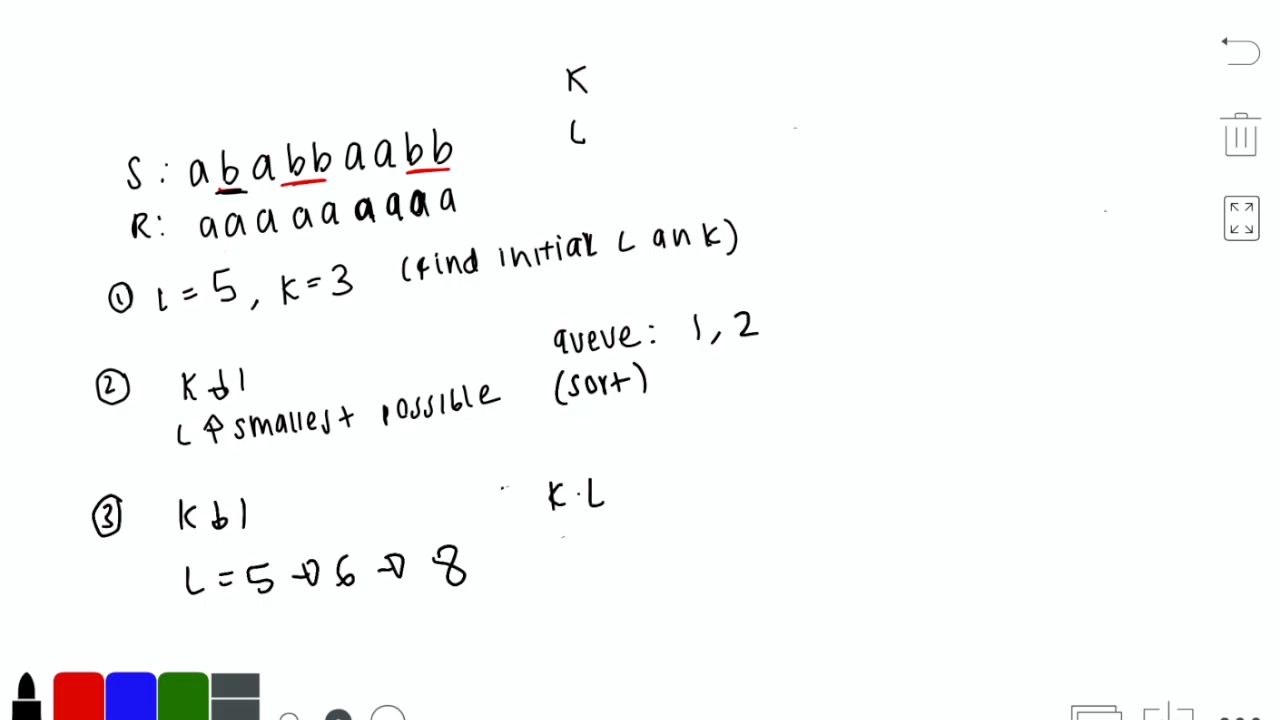 K
L
S: ababbaabb
R: aaaaaaaaa
① L = 5, K = 3 (find initial L an K)
queue: 1, 2
② K ↓ 1 (sort)
L ↑ smallest possible
③ K ↓ 1 K · L
L = 5 → 6 → 8